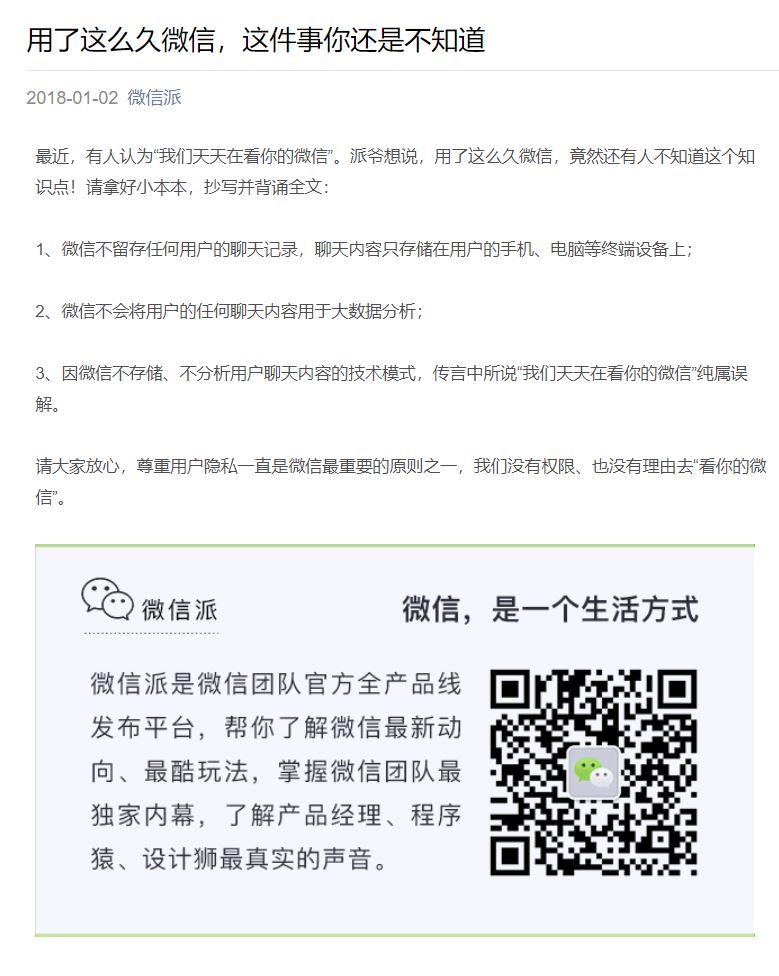 用了这么久微信，这件事你还是不知道
2018-01-02 微信派
最近，有人认为“我们天天在看你的微信”。派爷想说，用了这么久微信，竟然还有人不知道这个知
识点！请拿好小本本，抄写并背诵全文：
1、微信不留存任何用户的聊天记录，聊天内容只存储在用户的手机、电脑等终端设备上；
2、微信不会将用户的任何聊天内容用于大数据分析；
3、因微信不存储、不分析用户聊天内容的技术模式，传言中所说“我们天天在看你的微信”纯属误
解。
请大家放心，尊重用户隐私一直是微信最重要的原则之一，我们没有权限、也没有理由去“看你的微
信”。
微信派
微信，是一个生活方式
微信派是微信团队官方全产品线
发布平台，帮你了解微信最新动
向、最酷玩法，掌握微信团队最
独家内幕，了解产品经理、程序
猿、设计狮最真实的声音。